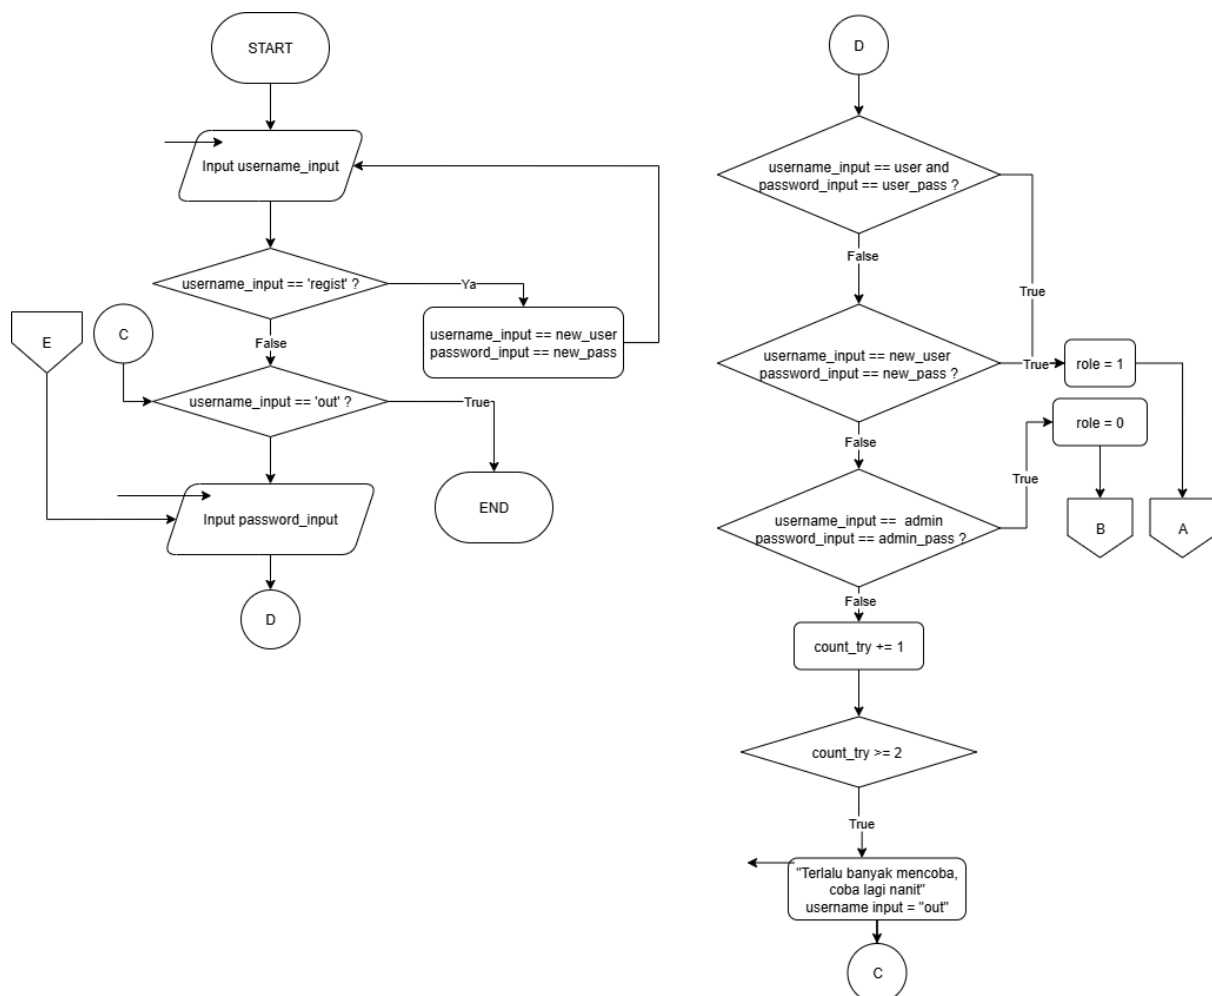 START
Input username_input
username_input == 'regist' ?
Ya
username_input == new_user
password_input == new_pass
False
E
C
username_input == 'out' ?
True
END
Input password_input
D
D
username_input == user and
password_input == user_pass ?
False
True
username_input == new_user
password_input == new_pass ?
True
role = 1
False
role = 0
True
username_input ==  admin
password_input == admin_pass ?
B
A
False
count_try += 1
count_try >= 2
True
"Terlalu banyak mencoba,
coba lagi nanit"
username input = "out"
C